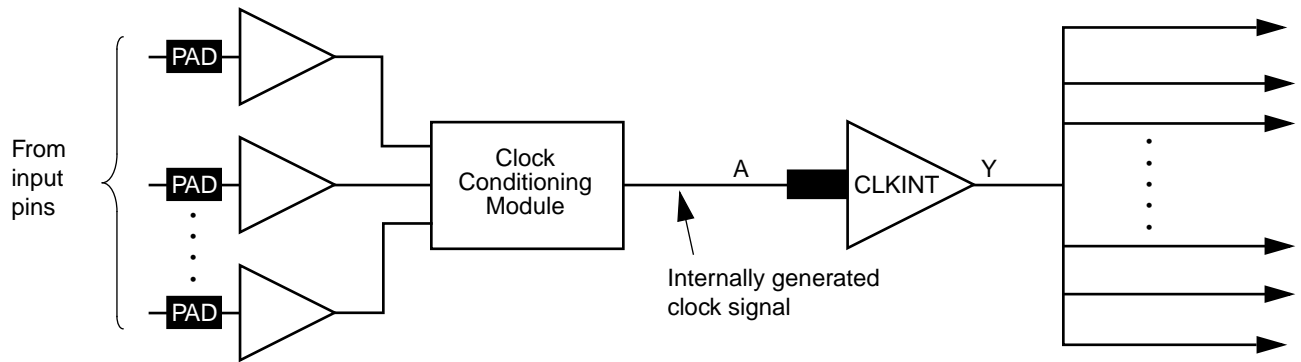 PAD
From
input
pins
PAD
PAD
Clock
Conditioning
Module
A
Internally generated
clock signal
CLKINT
Y